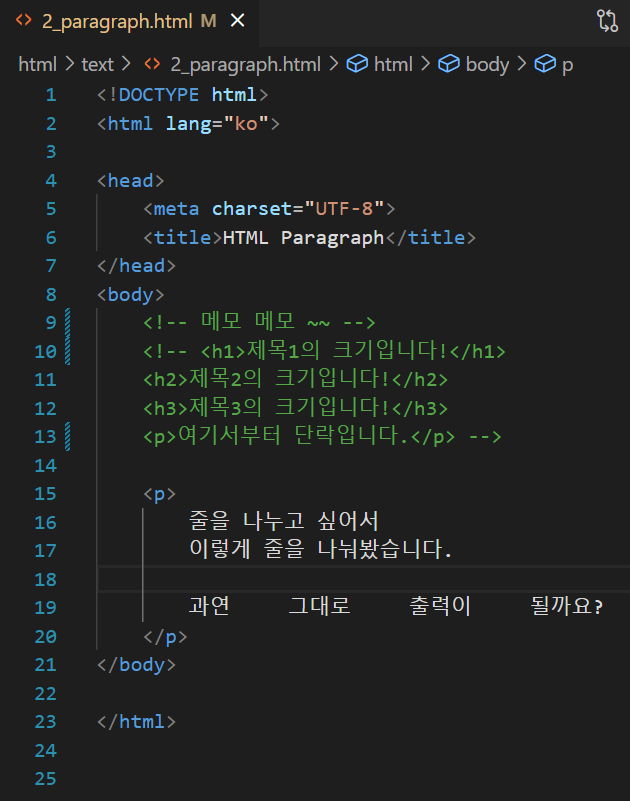 2_paragraph.html M
html > text > 2_paragraph.html > html > body > p
1 <!DOCTYPE html>
2 <html lang="ko">
3
4 <head>
5     <meta charset="UTF-8">
6     <title>HTML Paragraph</title>
7 </head>
8 <body>
9     <!-- 메모 메모 ~~ -->
10     <!-- <h1>제목1의 크기입니다!</h1>
11     <h2>제목2의 크기입니다!</h2>
12     <h3>제목3의 크기입니다!</h3>
13     <p>여기서부터 단락입니다.</p> -->
14
15     <p>
16         줄을 나누고 싶어서
17         이렇게 줄을 나눠봤습니다.
18
19         과연     그대로     출력이     될까요?
20     </p>
21 </body>
22
23 </html>
24
25